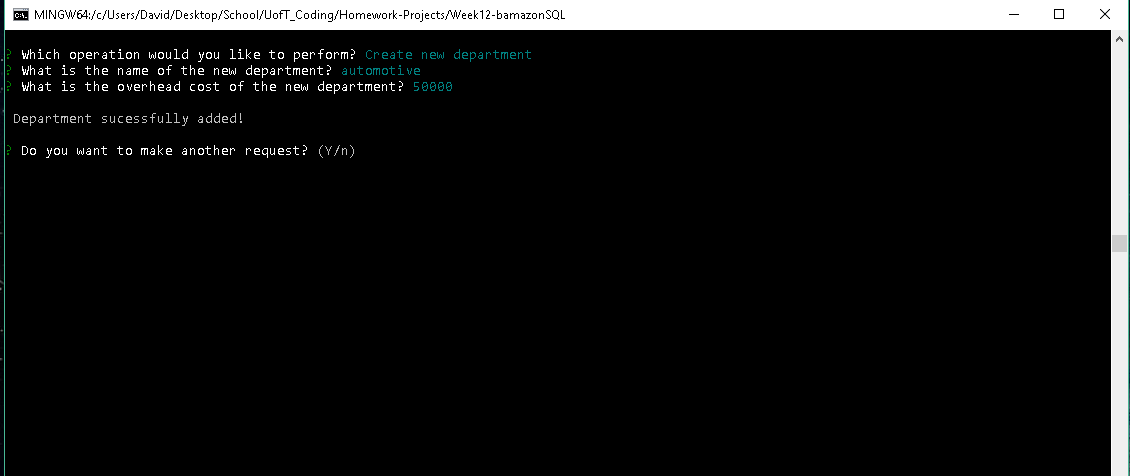 MINGW64:/c/Users/David/Desktop/School/UofT_Coding/Homework-Projects/Week12-bamazonSQL
? Which operation would you like to perform? Create new department
? What is the name of the new department? automotive
? What is the overhead cost of the new department? 50000
Department sucessfully added!
? Do you want to make another request? (Y/n)